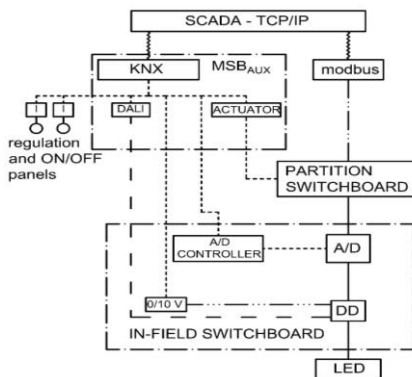 SCADA - TCP/IP
KNX
MSB AUX
modbus
I I
DALI
ACTUATOR
regulation
and ON/OFF
panels
PARTITION
SWITCHBOARD
A/D
CONTROLLER
A/D
0/10 V
DD
IN-FIELD SWITCHBOARD
LED